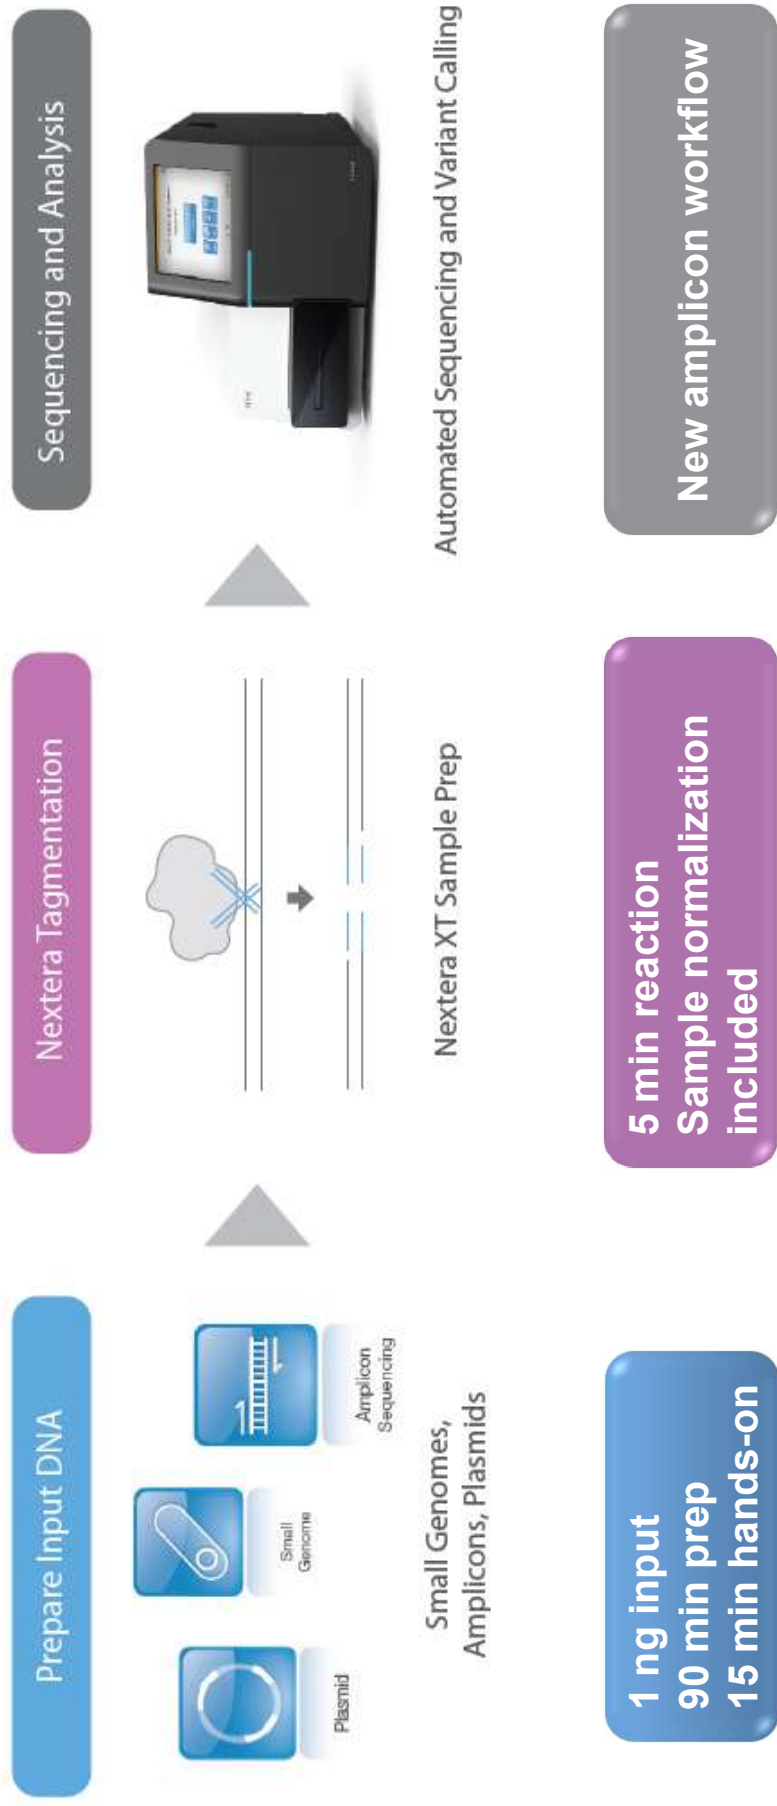 Prepare Input DNA
Nextera Tagmentation
Sequencing and Analysis
Plasmid
Small
Genome
Amplicon
Sequencing
Small Genomes,
Amplicons, Plasmids
Nextera XT Sample Prep
Automated Sequencing and Variant Calling
1 ng input
90 min prep
15 min hands-on
5 min reaction
Sample normalization
included
New amplicon workflow